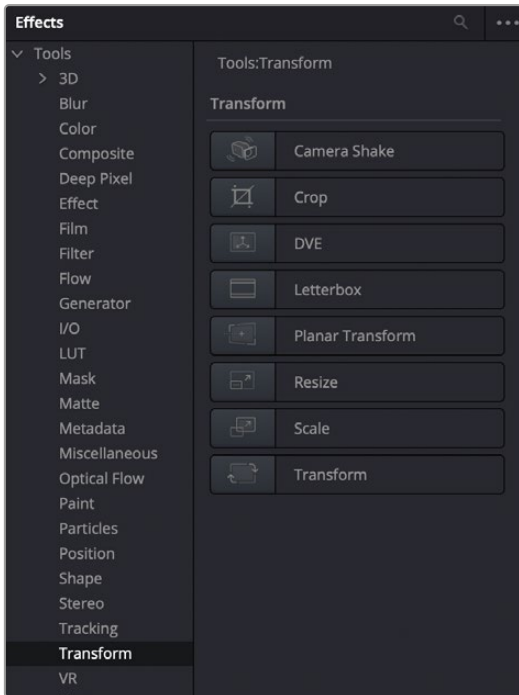 Effects
Tools
3D
Blur
Color
Composite
Deep Pixel
Effect
Film
Filter
Flow
Generator
I/O
LUT
Mask
Matte
Metadata
Miscellaneous
Optical Flow
Paint
Particles
Position
Shape
Stereo
Tracking
Transform
VR
Tools:Transform
Transform
Camera Shake
Crop
DVE
Letterbox
Planar Transform
Resize
Scale
Transform